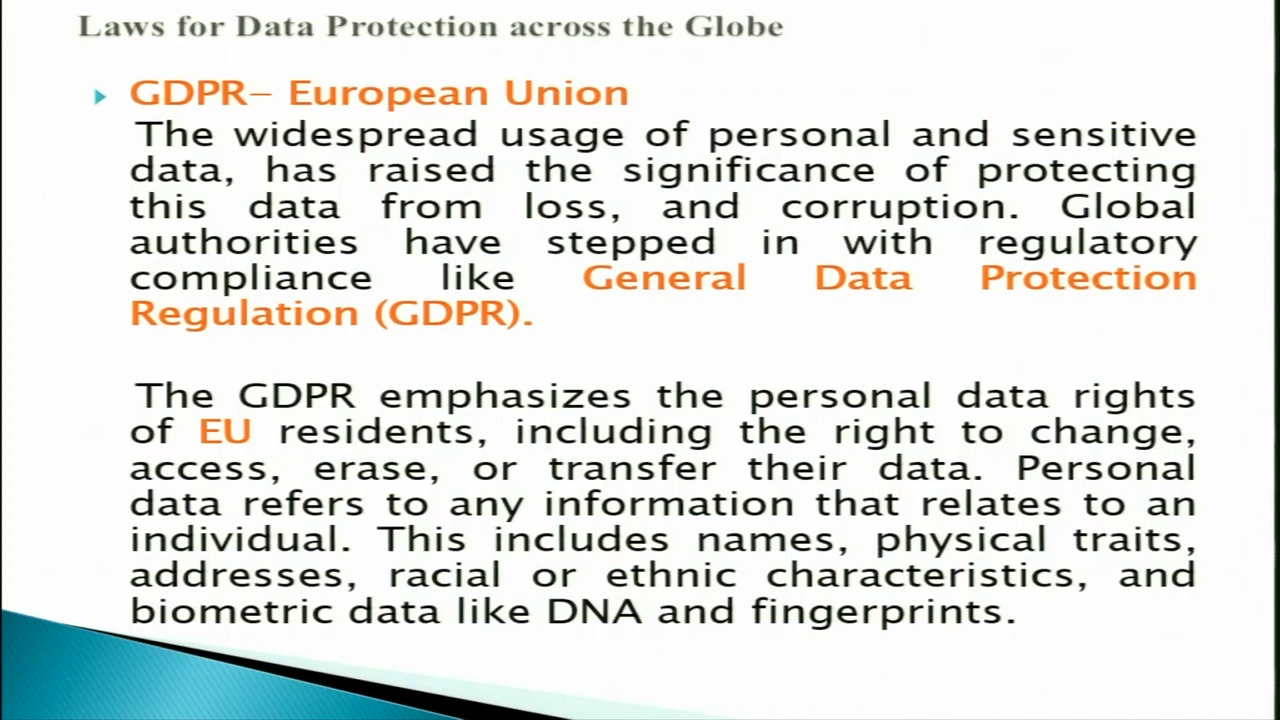 Laws for Data Protection across the Globe
GDPR– European Union
The widespread usage of personal and sensitive
data, has raised the significance of protecting
this data from loss, and corruption. Global
authorities have stepped in with regulatory
compliance like General Data Protection
Regulation (GDPR).
The GDPR emphasizes the personal data rights
of EU residents, including the right to change,
access, erase, or transfer their data. Personal
data refers to any information that relates to an
individual. This includes names, physical traits,
addresses, racial or ethnic characteristics, and
biometric data like DNA and fingerprints.